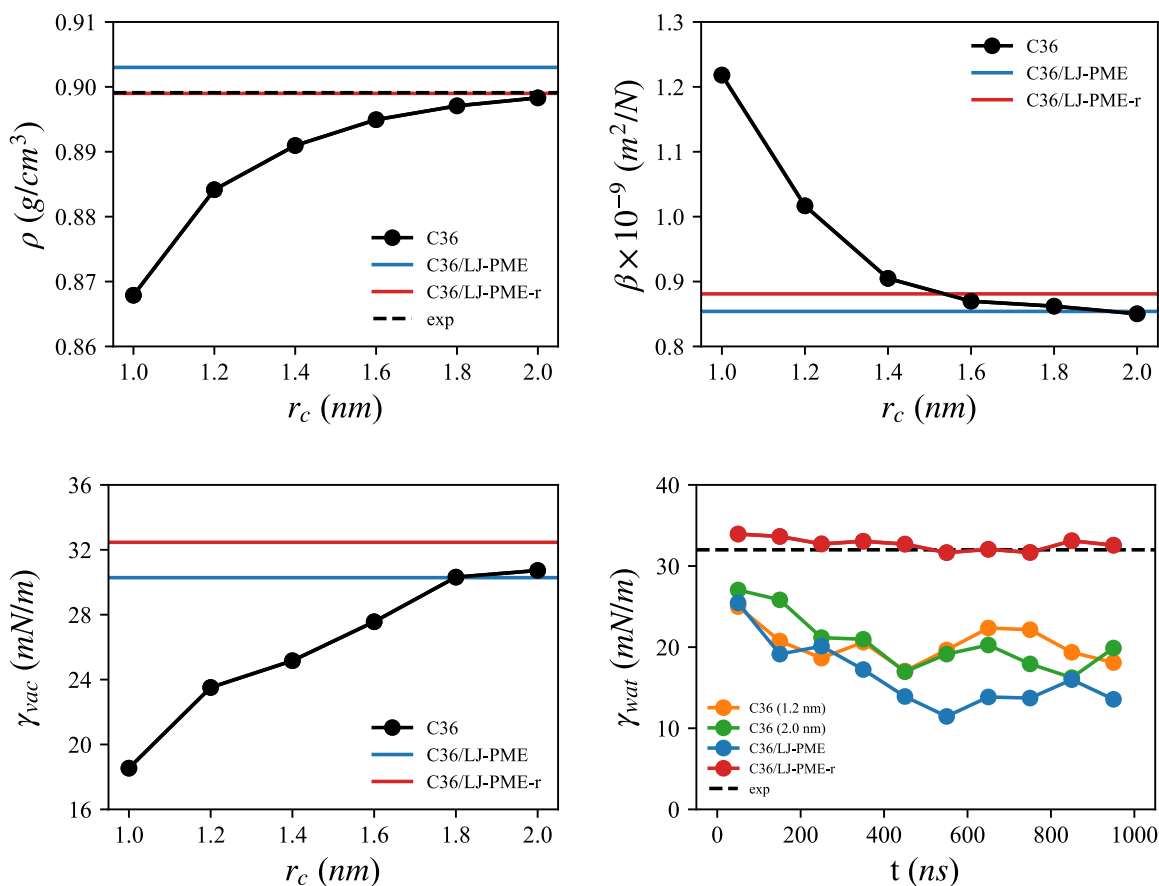 0.91
0.90
0.89
0.88
0.87
0.86
ρ (g/cm³)
C36
C36/LJ-PME
C36/LJ-PME-r
exp
1.0 1.2 1.4 1.6 1.8 2.0
r_c (nm)
1.3
1.2
1.1
1.0
0.9
0.8
β × 10⁻⁹ (m²/N)
C36
C36/LJ-PME
C36/LJ-PME-r
1.0 1.2 1.4 1.6 1.8 2.0
r_c (nm)
36
32
28
24
20
16
γ_vac (mN/m)
C36
C36/LJ-PME
C36/LJ-PME-r
1.0 1.2 1.4 1.6 1.8 2.0
r_c (nm)
40
30
20
10
0
γ_wat (mN/m)
C36 (1.2 nm)
C36 (2.0 nm)
C36/LJ-PME
C36/LJ-PME-r
exp
0 200 400 600 800 1000
t (ns)